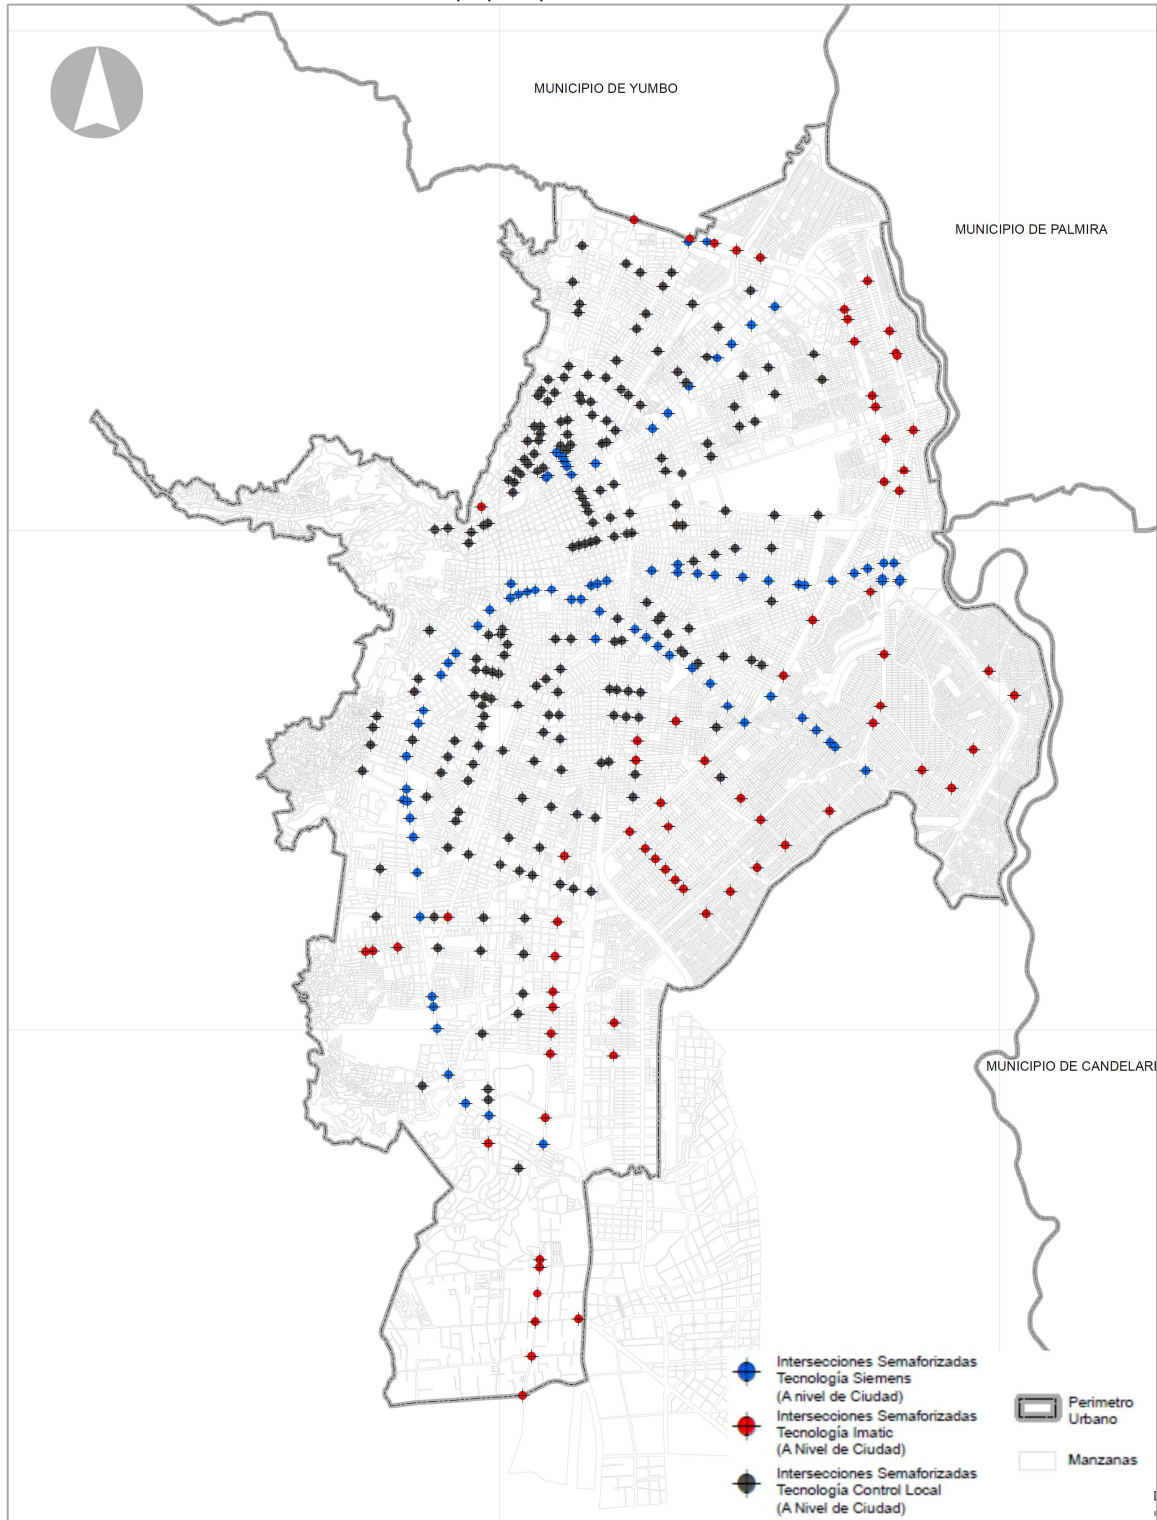 MUNICIPIO DE YUMBO
MUNICIPIO DE PALMIRA
MUNICIPIO DE CANDELARI
Intersecciones Semaforizadas
Tecnología Siemens
(A nivel de Ciudad)
Intersecciones Semaforizadas
Tecnología Imatic
(A Nivel de Ciudad)
Intersecciones Semaforizadas
Tecnología Control Local
(A Nivel de Ciudad)
Perimetro
Urbano
Manzanas